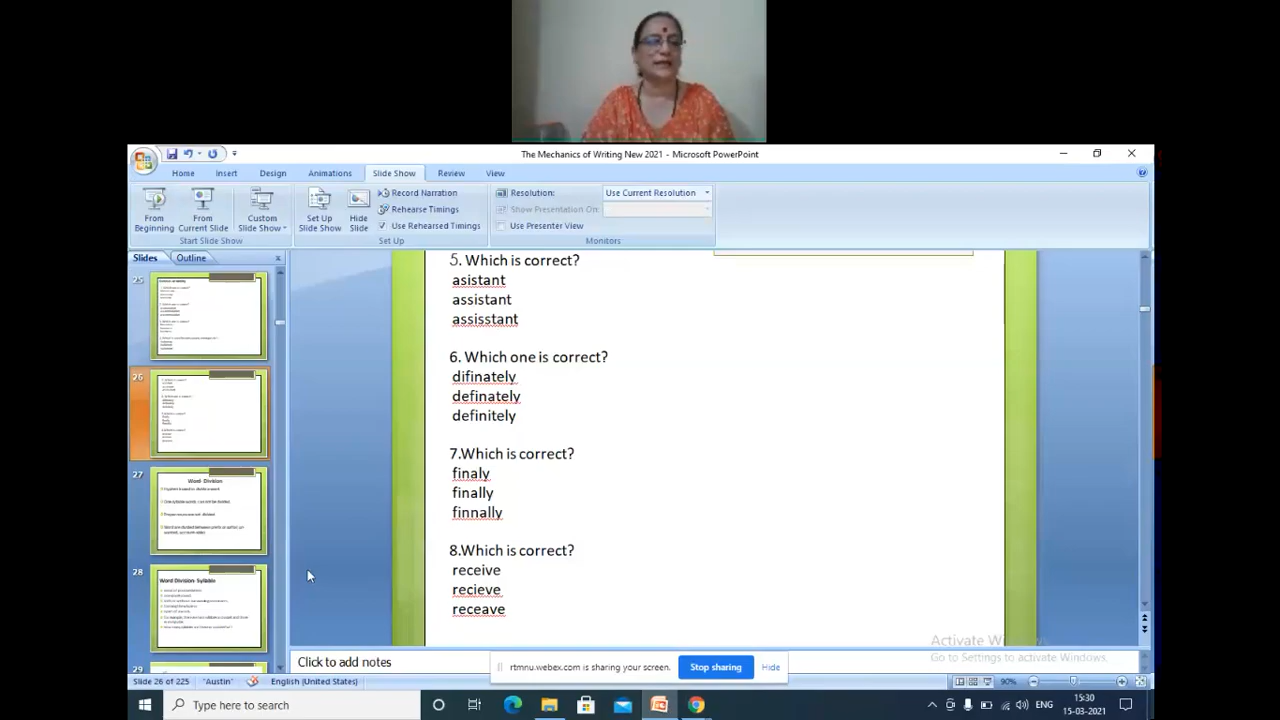 The Mechanics of Writing New 2021 - Microsoft PowerPoint
Home Insert Design Animations Slide Show Review View
From Beginning
From Current Slide
Custom Slide Show
Start Slide Show
Set Up Slide Show
Hide Slide
Record Narration
Rehearse Timings
Use Rehearsed Timings
Set Up
Resolution: Use Current Resolution
Show Presentation On:
Use Presenter View
Monitors
Slides Outline
25
26
27
Word Division
28
Word Division- Syllable
29
5. Which is correct?
asistant
assistant
assisstant
6. Which one is correct?
difinately
definately
definitely
7.Which is correct?
finaly
finally
finnally
8.Which is correct?
receive
recieve
receave
Activate Windows
Go to Settings to activate Windows.
Click to add notes
rtmnu.webex.com is sharing your screen. Stop sharing Hide
Slide 26 of 225 "Austin" English (United States) 90%
Type here to search
ENG
15:30
15-03-2021